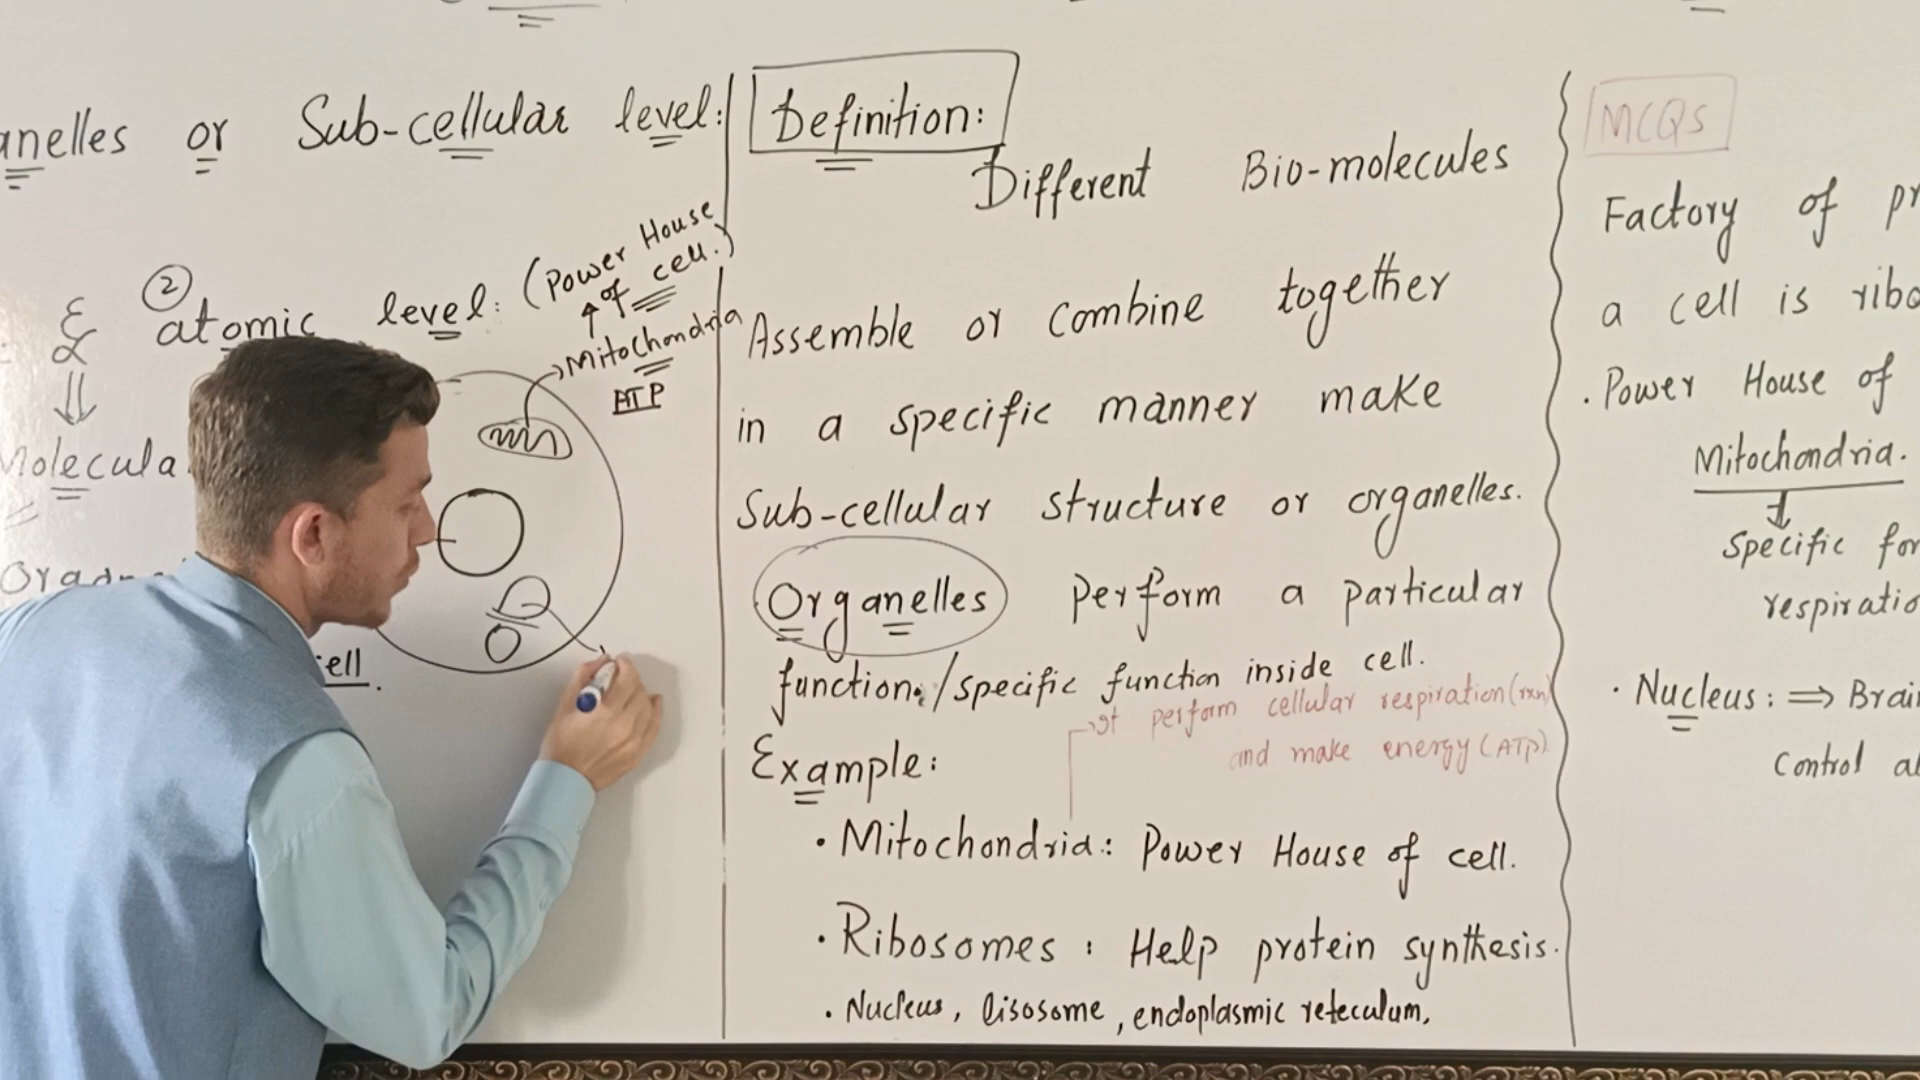 anelles or Sub-cellular level:
② atomic level: (Power House
of cell.)
Mitochondria
ATP
Molecula
ell.
Definition:
Different Bio-molecules
Assemble or combine together
in a specific manner make
Sub-cellular structure or organelles.
Organelles perform a particular
function./specific function inside cell.
It perform cellular respiration (rxn)
and make energy (ATP).
Example:
• Mitochondria: Power House of cell.
• Ribosomes: Help protein synthesis.
• Nucleus, lisosome, endoplasmic reteculum,
MCQs
Factory of pr
a cell is ribo
• Power House of
Mitochondria.
Specific for
respiratio
• Nucleus: ⇒ Brain
Control al